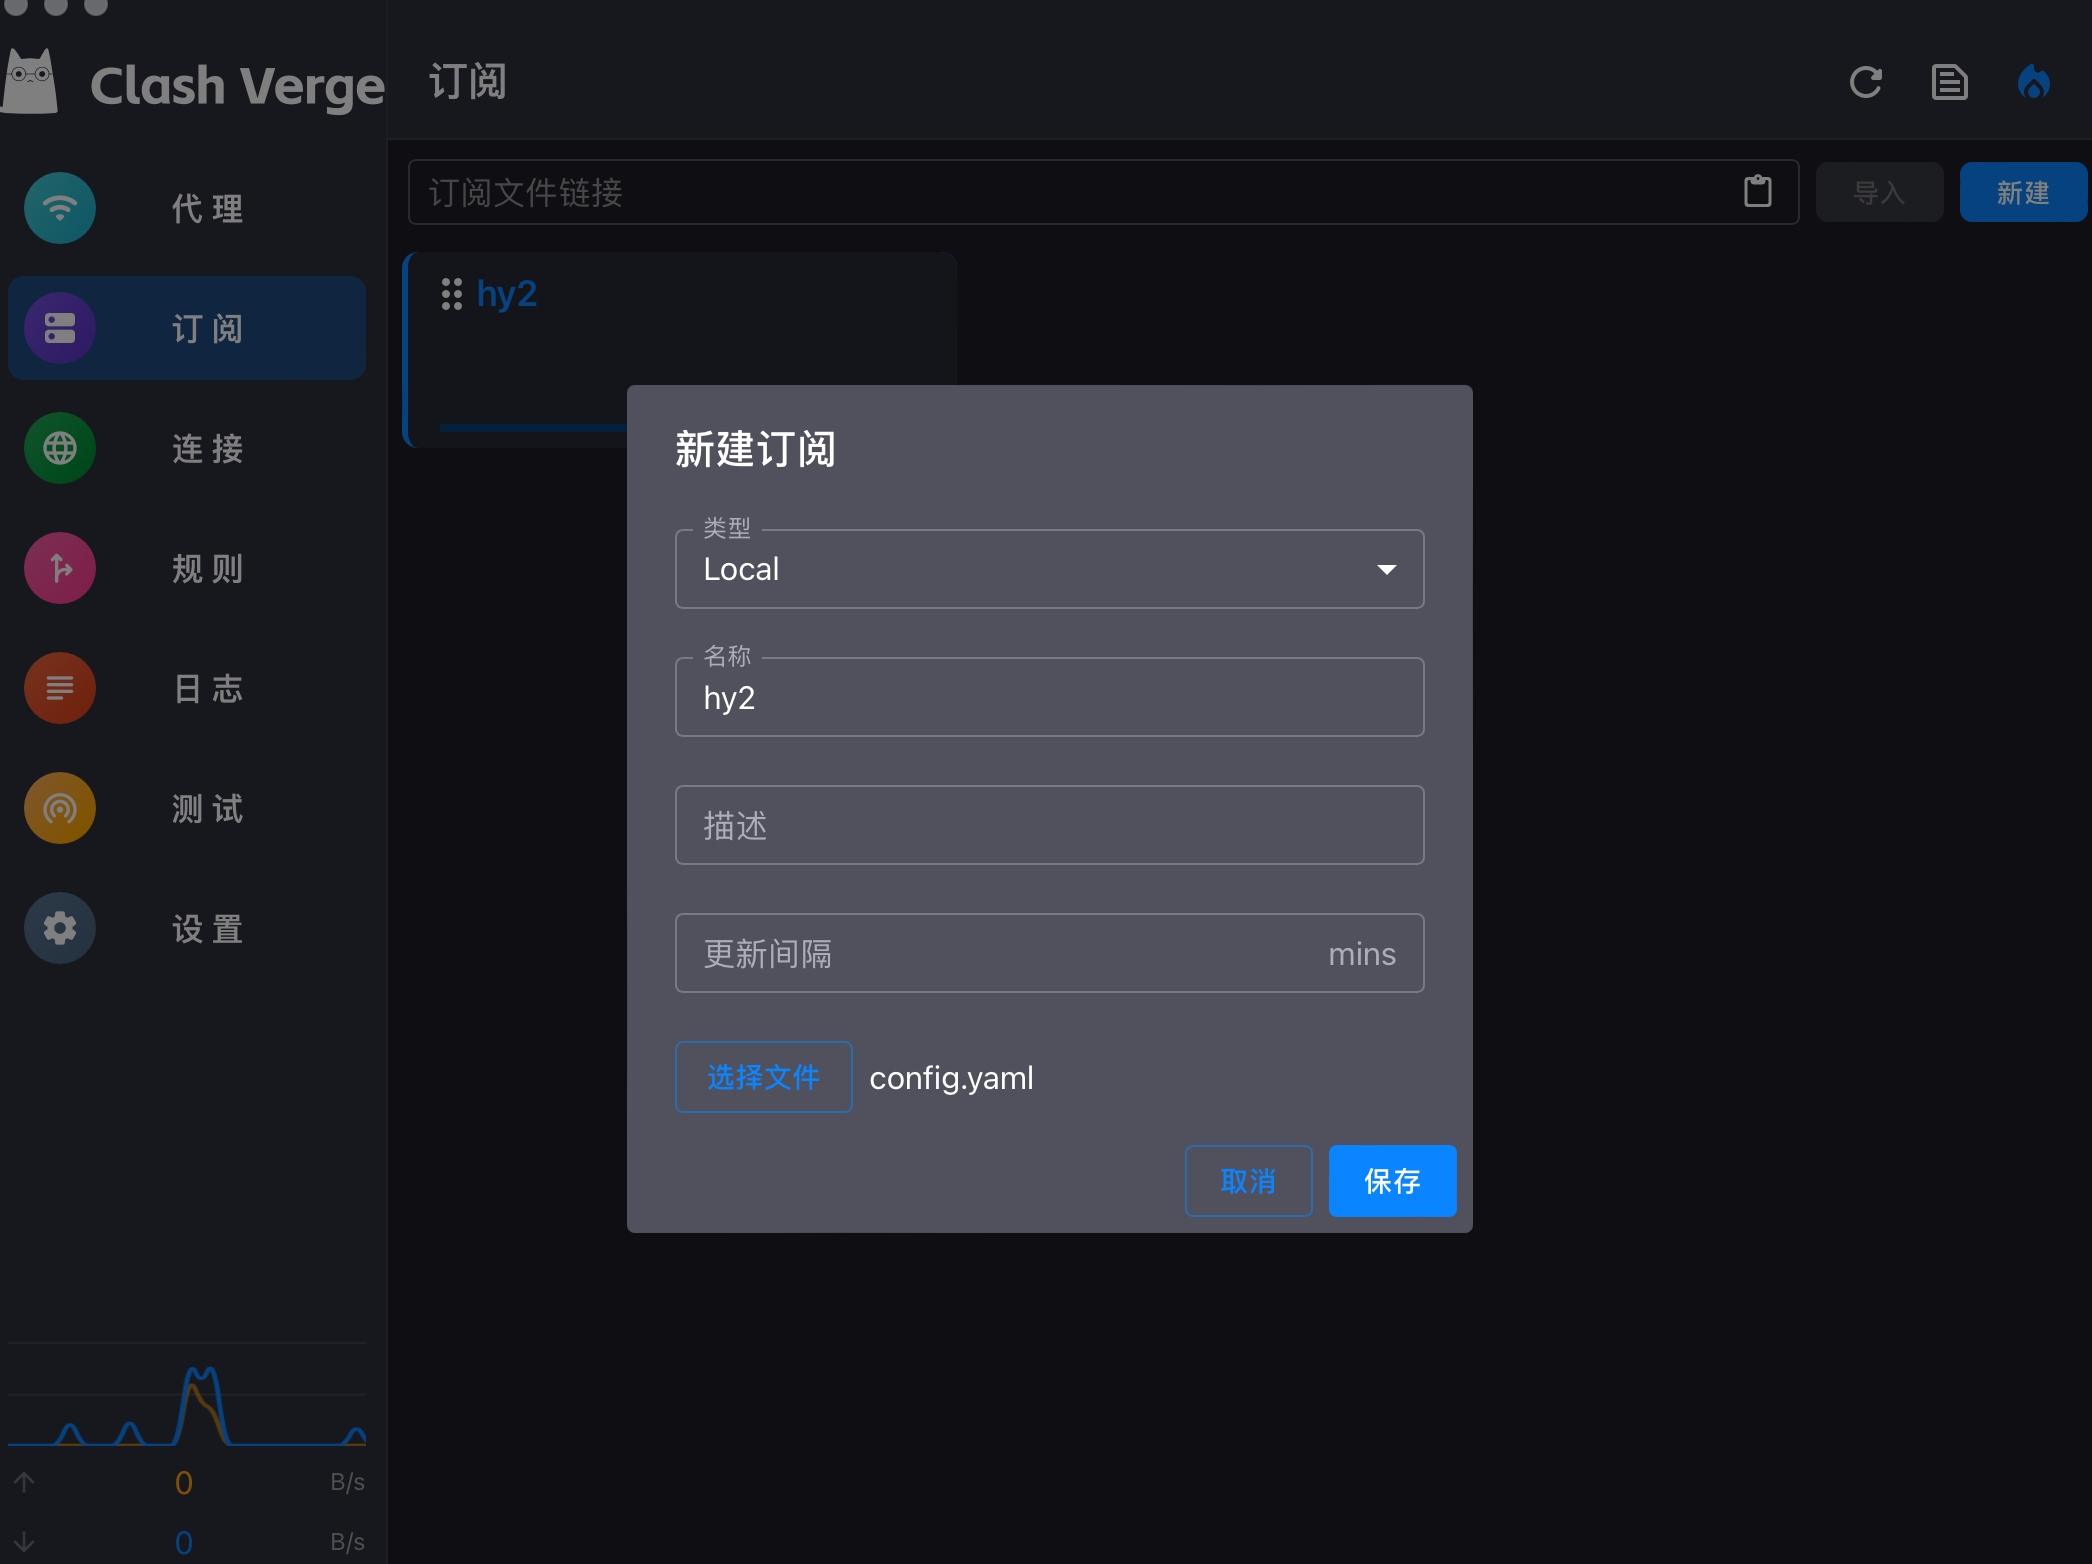 Clash Verge
代理
订阅
连接
规则
日志
测试
设置
0 B/s
0 B/s
订阅
订阅文件链接
导入
新建
hy2
新建订阅
类型
Local
名称
hy2
描述
更新间隔 mins
选择文件 config.yaml
取消
保存